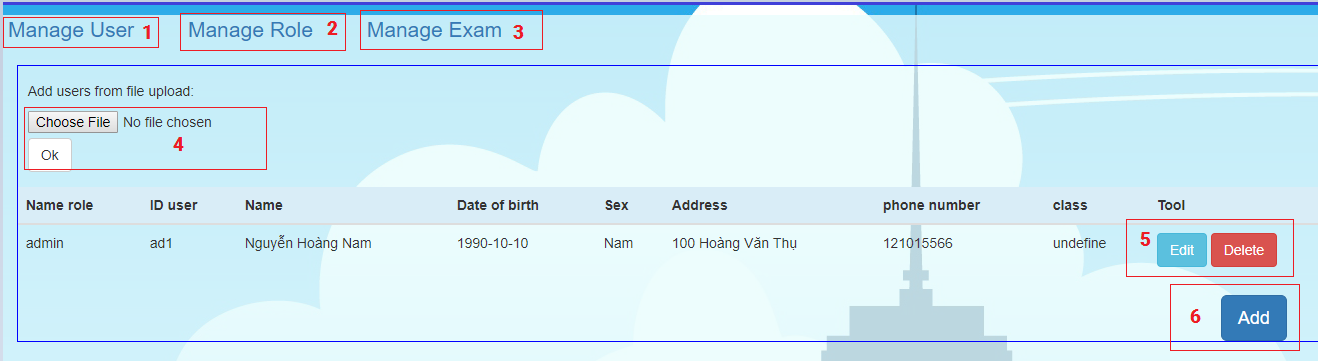 Manage User 1 Manage Role 2 Manage Exam 3
Add users from file upload:
Choose File No file chosen
4
Ok
Name role ID user Name Date of birth Sex Address phone number class Tool
admin ad1 Nguyễn Hoàng Nam 1990-10-10 Nam 100 Hoàng Văn Thụ 121015566 undefine 5 Edit Delete
6 Add